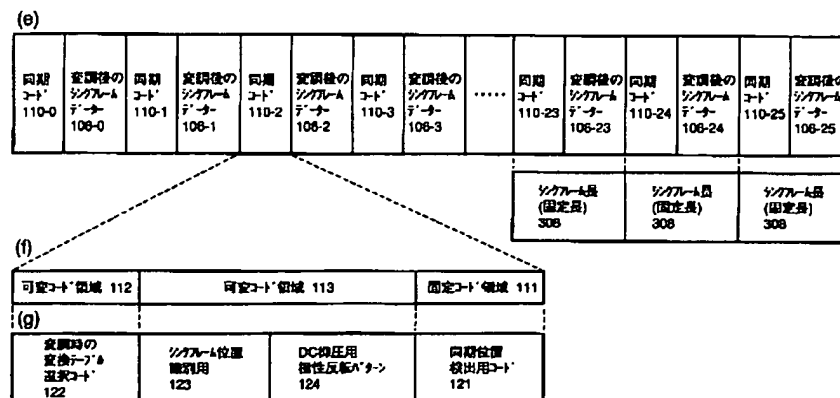 (e)
同期 コード 110-0
変調後の シンクフレーム データー 106-0
同期 コード 110-1
変調後の シンクフレーム データー 106-1
同期 コード 110-2
変調後の シンクフレーム データー 106-2
同期 コード 110-3
変調後の シンクフレーム データー 106-3
.....
同期 コード 110-23
変調後の シンクフレーム データー 106-23
同期 コード 110-24
変調後の シンクフレーム データー 106-24
同期 コード 110-25
変調後の シンクフレーム データー 106-25
シンクフレーム長 (固定長) 308
シンクフレーム長 (固定長) 308
シンクフレーム長 (固定長) 308
(f)
可変コード領域 112
可変コード領域 113
固定コード領域 111
(g)
変調時の 変換テーブル 選択コード 122
シンクフレーム位置 識別用 123
DC抑圧用 極性反転パターン 124
同期位置 検出用コード 121